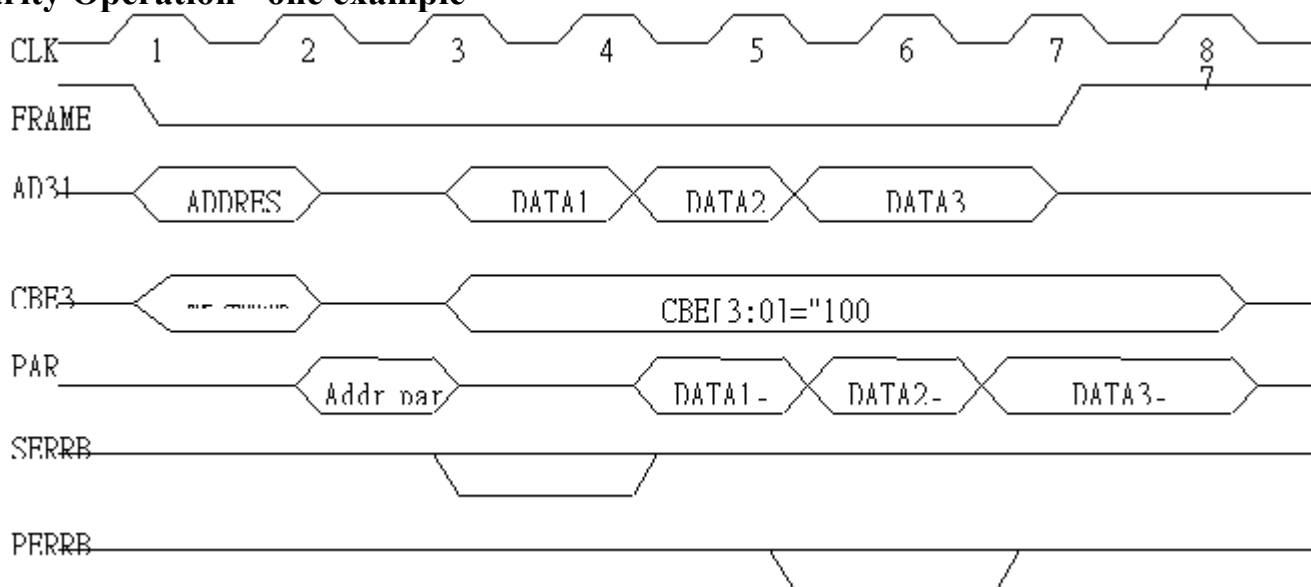 Operation - one example
CLK 1 2 3 4 5 6 7 8
7
FRAME
AD31 ADDRES DATA1 DATA2 DATA3
CBE3 CBE[3:0]="100
PAR Addr par DATA1- DATA2- DATA3-
SERRB
PERRB